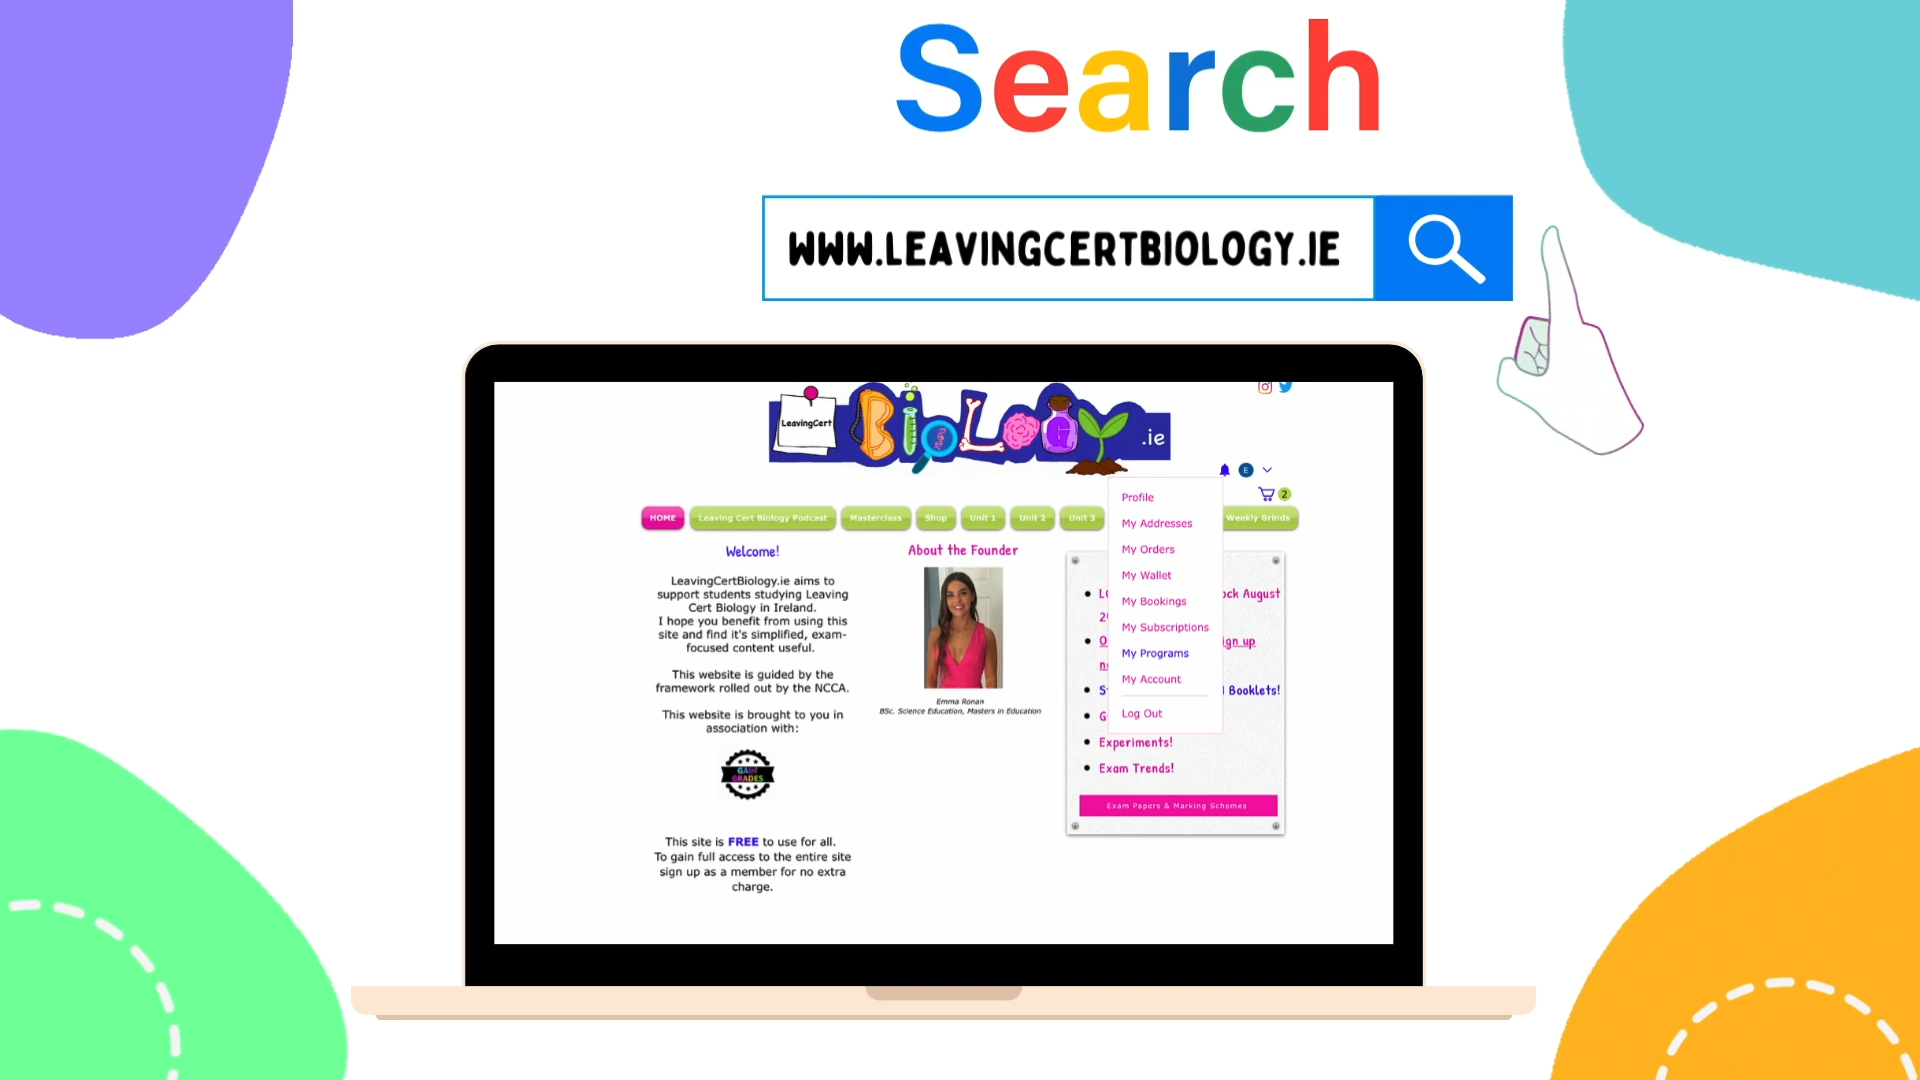 Search
WWW.LEAVINGCERTBIOLOGY.IE
LeavingCert
BioLOGY
.ie
E
2
HOME
Leaving Cert Biology Podcast
Masterclass
Shop
Unit 1
Unit 2
Unit 3
Weekly Grinds
Profile
My Addresses
My Orders
My Wallet
My Bookings
My Subscriptions
My Programs
My Account
Log Out
Welcome!
LeavingCertBiology.ie aims to
support students studying Leaving
Cert Biology in Ireland.
I hope you benefit from using this
site and find it's simplified, exam-
focused content useful.
This website is guided by the
framework rolled out by the NCCA.
This website is brought to you in
association with:
GAIN
GRADES
This site is FREE to use for all.
To gain full access to the entire site
sign up as a member for no extra
charge.
About the Founder
Emma Ronan
BSc. Science Education, Masters in Education
August
up
Booklets!
Experiments!
Exam Trends!
Exam Papers & Marking Schemes